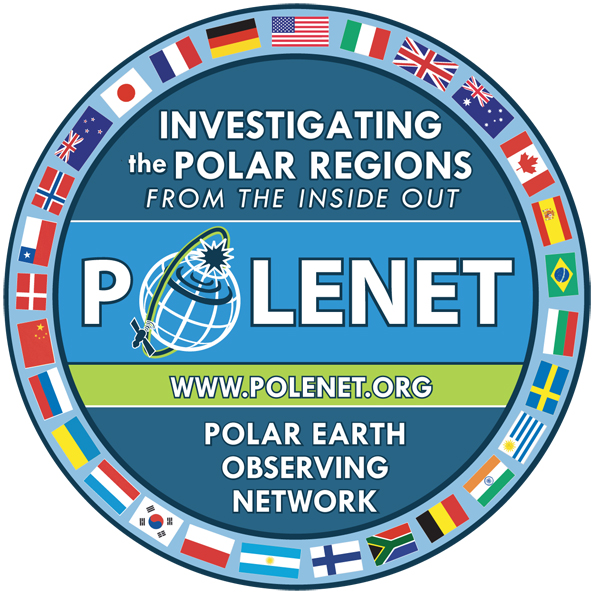 INVESTIGATING
the POLAR REGIONS
FROM THE INSIDE OUT
POLENET
WWW.POLENET.ORG
POLAR EARTH
OBSERVING
NETWORK